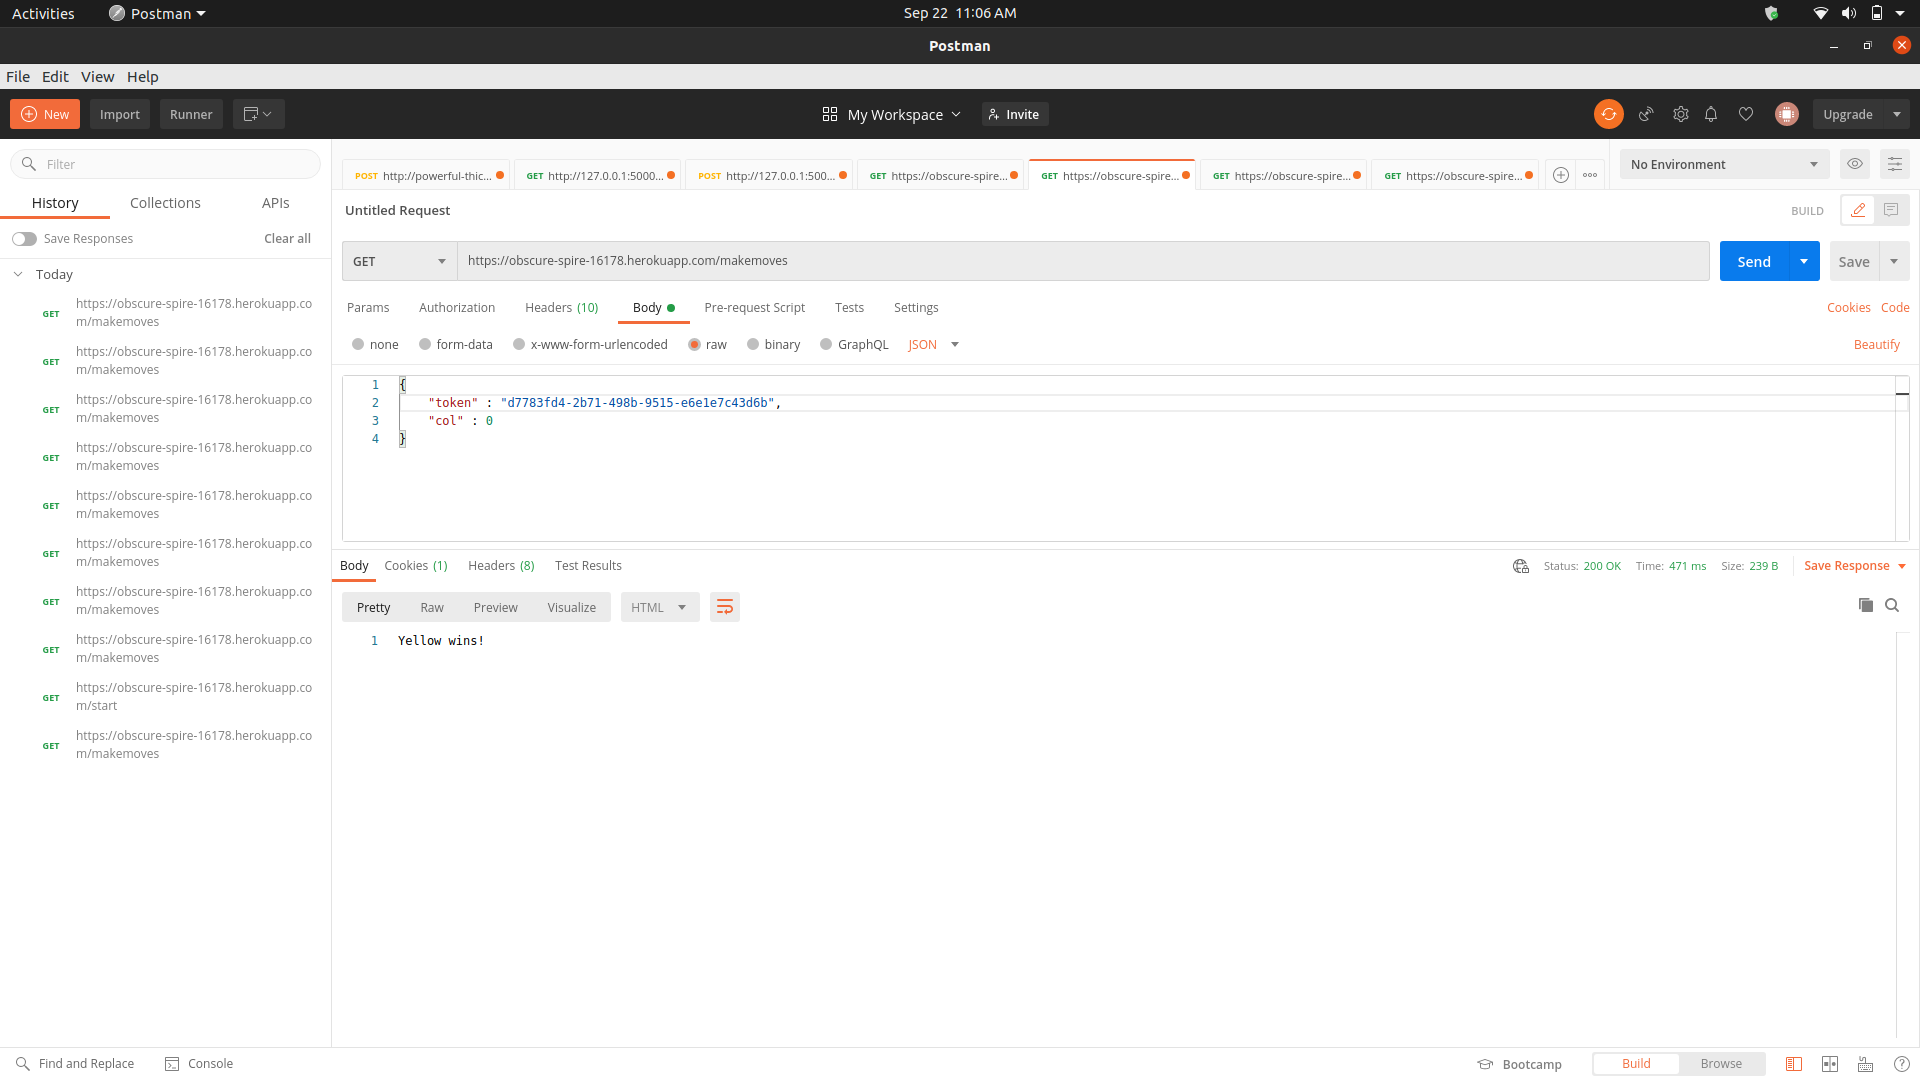 Activities
Postman
Sep 22 11:06 AM
Postman
File Edit View Help
New
Import
Runner
My Workspace
Invite
Upgrade
Filter
History
Collections
APIs
Save Responses
Clear all
Today
GET https://obscure-spire-16178.herokuapp.co
m/makemoves
GET https://obscure-spire-16178.herokuapp.co
m/makemoves
GET https://obscure-spire-16178.herokuapp.co
m/makemoves
GET https://obscure-spire-16178.herokuapp.co
m/makemoves
GET https://obscure-spire-16178.herokuapp.co
m/makemoves
GET https://obscure-spire-16178.herokuapp.co
m/makemoves
GET https://obscure-spire-16178.herokuapp.co
m/makemoves
GET https://obscure-spire-16178.herokuapp.co
m/makemoves
GET https://obscure-spire-16178.herokuapp.co
m/start
GET https://obscure-spire-16178.herokuapp.co
m/makemoves
POST http://powerful-thic...
GET http://127.0.0.1:5000...
POST http://127.0.0.1:500...
GET https://obscure-spire...
GET https://obscure-spire...
GET https://obscure-spire...
GET https://obscure-spire...
No Environment
Untitled Request
BUILD
GET
https://obscure-spire-16178.herokuapp.com/makemoves
Send
Save
Params
Authorization
Headers (10)
Body
Pre-request Script
Tests
Settings
Cookies
Code
none
form-data
x-www-form-urlencoded
raw
binary
GraphQL
JSON
Beautify
1 {
2 "token" : "d7783fd4-2b71-498b-9515-e6e1e7c43d6b",
3 "col" : 0
4 }
Body
Cookies (1)
Headers (8)
Test Results
Status: 200 OK
Time: 471 ms
Size: 239 B
Save Response
Pretty
Raw
Preview
Visualize
HTML
1 Yellow wins!
Find and Replace
Console
Bootcamp
Build
Browse